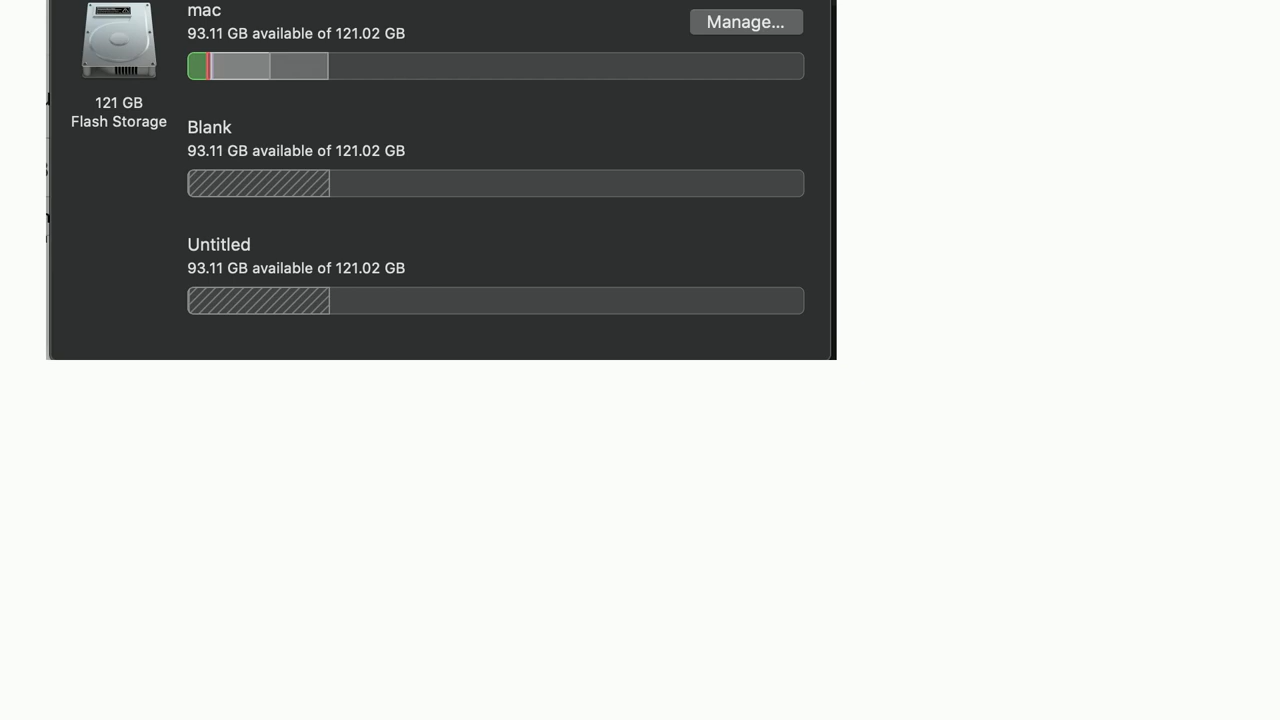 mac
93.11 GB available of 121.02 GB
Manage...
121 GB
Flash Storage
Blank
93.11 GB available of 121.02 GB
Untitled
93.11 GB available of 121.02 GB